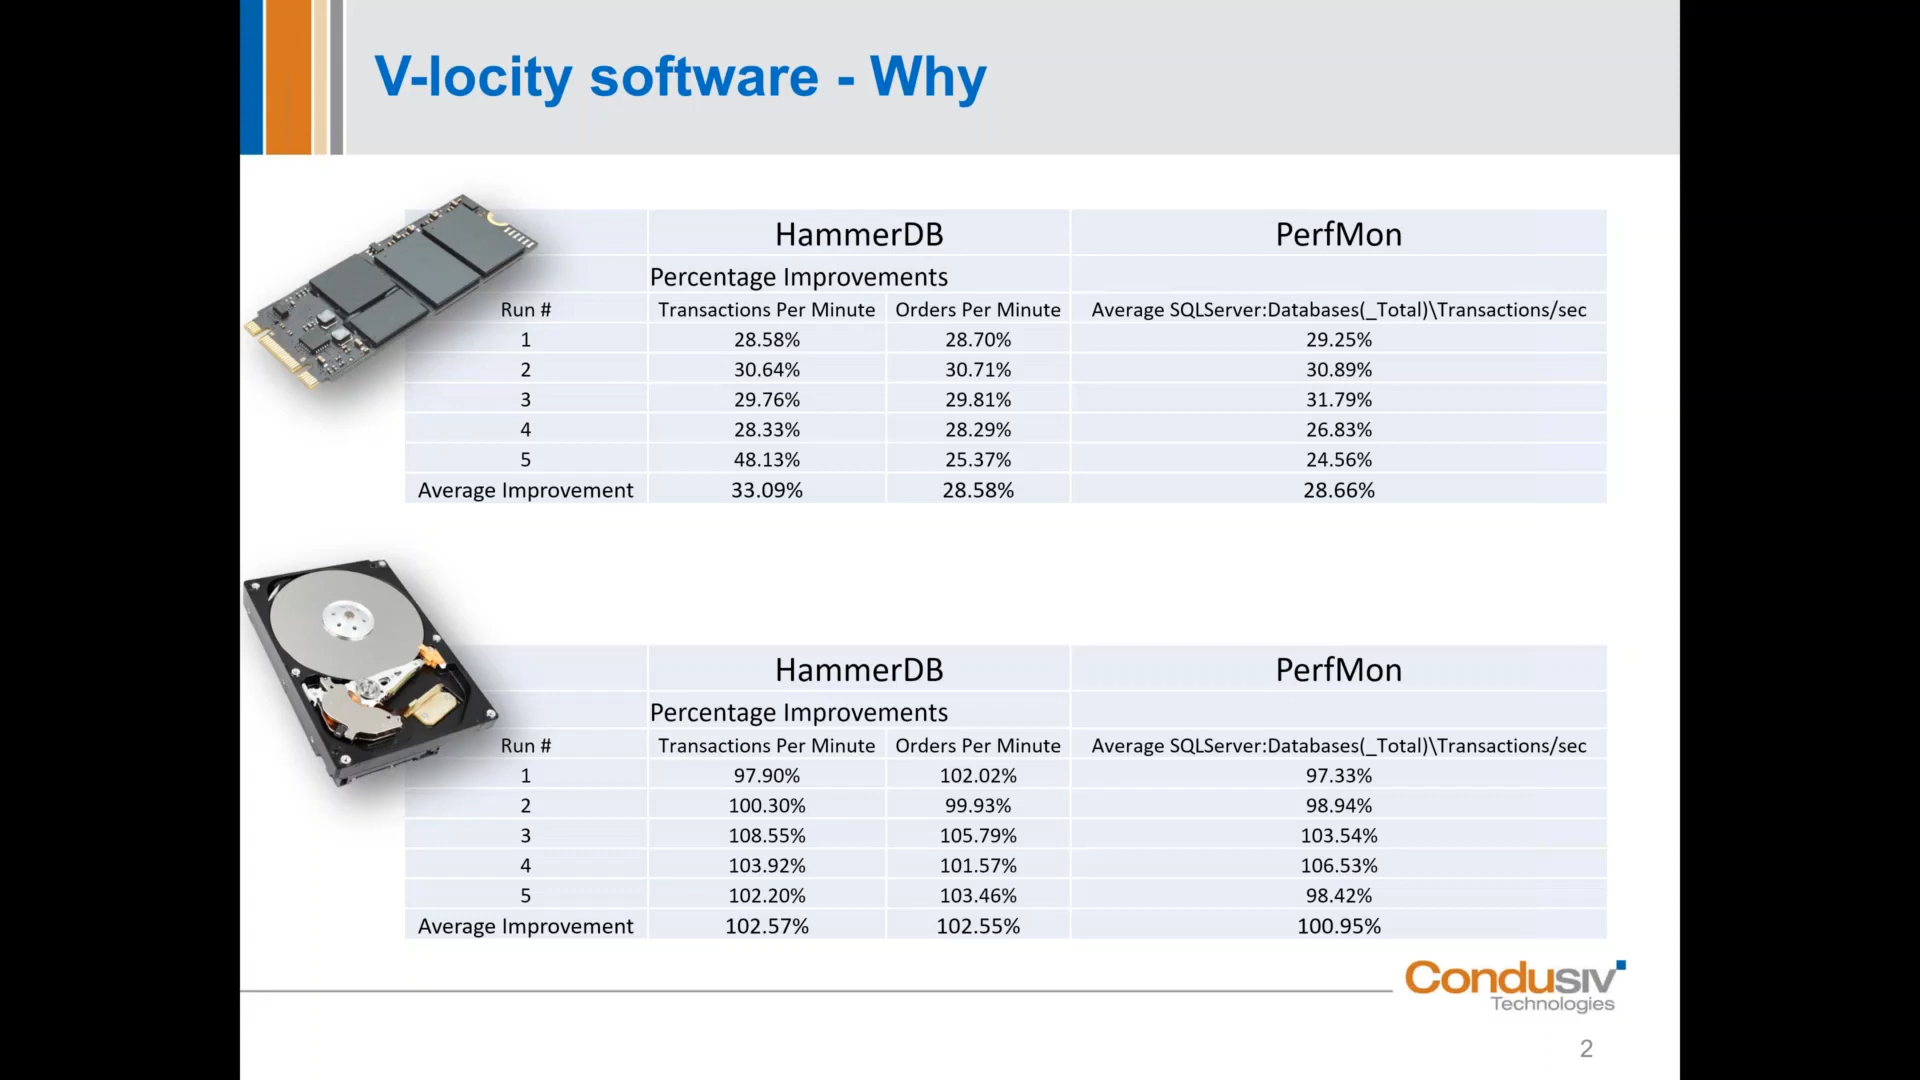 V-locity software - Why
HammerDB PerfMon
Percentage Improvements
Run # Transactions Per Minute Orders Per Minute Average SQLServer:Databases(_Total)\Transactions/sec
1 28.58% 28.70% 29.25%
2 30.64% 30.71% 30.89%
3 29.76% 29.81% 31.79%
4 28.33% 28.29% 26.83%
5 48.13% 25.37% 24.56%
Average Improvement 33.09% 28.58% 28.66%
HammerDB PerfMon
Percentage Improvements
Run # Transactions Per Minute Orders Per Minute Average SQLServer:Databases(_Total)\Transactions/sec
1 97.90% 102.02% 97.33%
2 100.30% 99.93% 98.94%
3 108.55% 105.79% 103.54%
4 103.92% 101.57% 106.53%
5 102.20% 103.46% 98.42%
Average Improvement 102.57% 102.55% 100.95%
Condusiv
Technologies
2